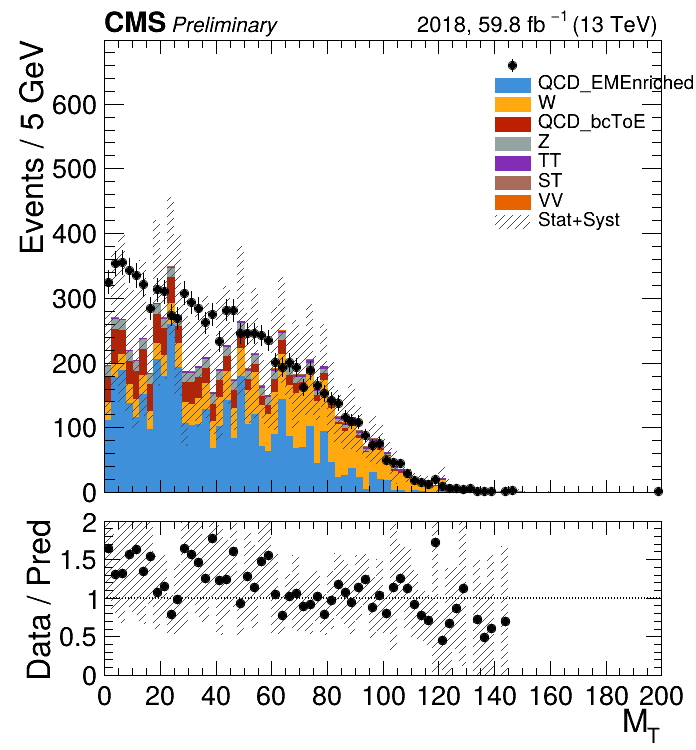 CMS Preliminary 2018, 59.8 fb⁻¹ (13 TeV)
Events / 5 GeV
600
500
400
300
200
100
0
QCD_EMEnriched
W
QCD_bcToE
Z
TT
ST
VV
Stat+Syst
Data / Pred
2
1.5
1
0.5
0
0 20 40 60 80 100 120 140 160 180 200
M_T